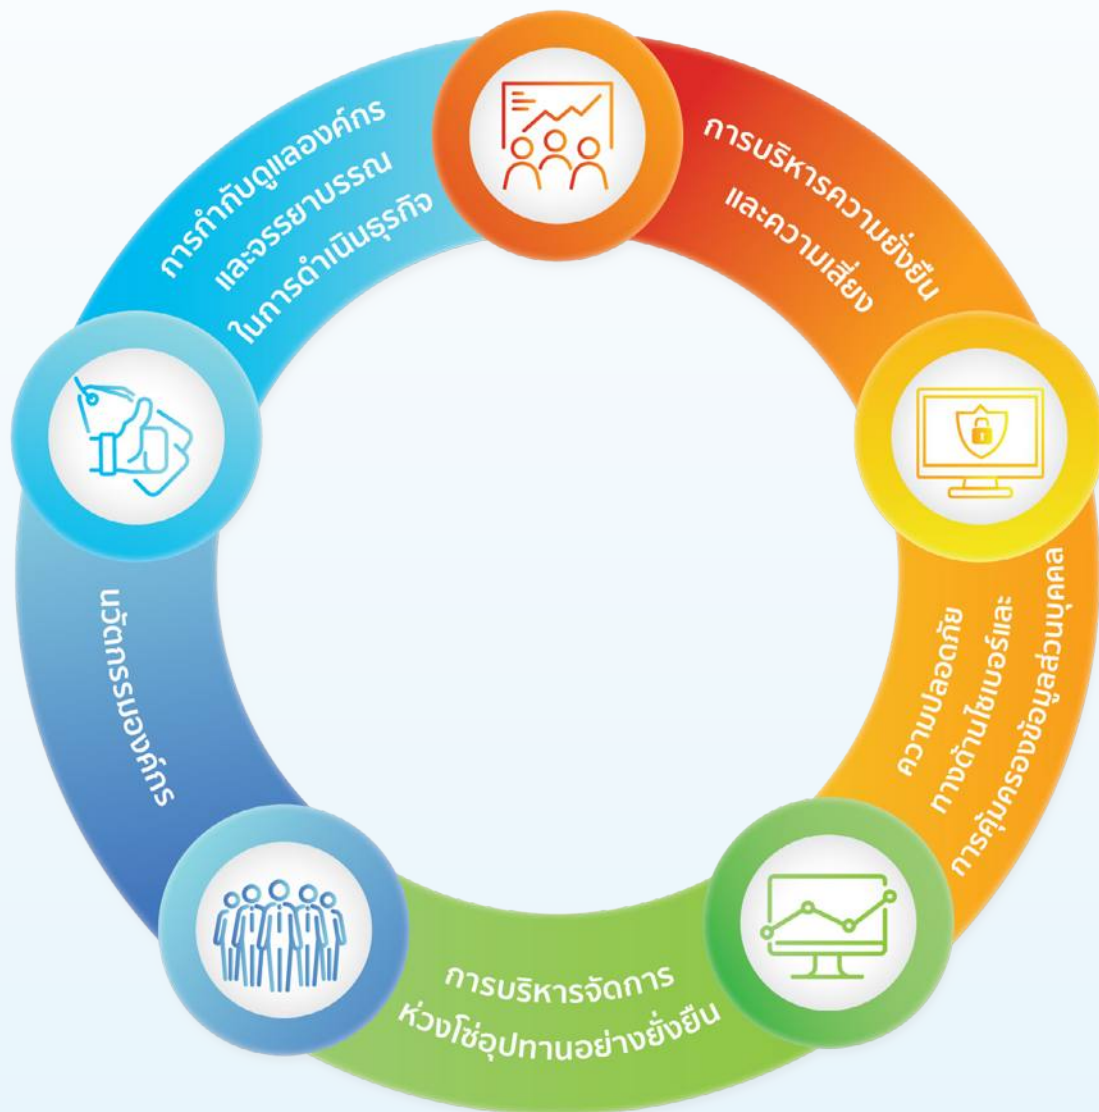 การกำกับดูแลองค์กร
และจรรยาบรรณ
ในการดำเนินธุรกิจ
การบริหารความยั่งยืน
และความเสี่ยง
ความปลอดภัย
ทางด้านไซเบอร์และ
การคุ้มครองข้อมูลส่วนบุคคล
การบริหารจัดการ
ห่วงโซ่อุปทานอย่างยั่งยืน
นวัตกรรมองค์กร